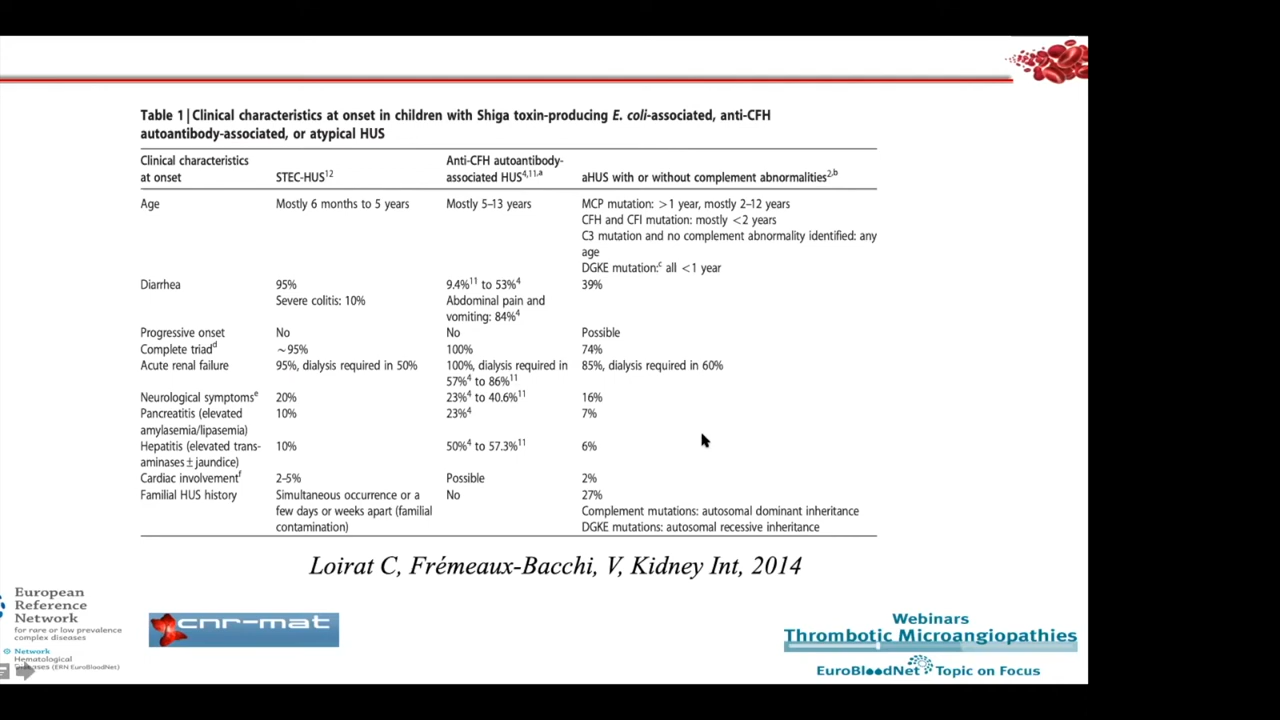 Table 1 | Clinical characteristics at onset in children with Shiga toxin-producing E. coli-associated, anti-CFH
autoantibody-associated, or atypical HUS
Clinical characteristics
at onset
STEC-HUS12
Anti-CFH autoantibody-
associated HUS4,11,a
aHUS with or without complement abnormalities2,b
Age
Mostly 6 months to 5 years
Mostly 5–13 years
MCP mutation: >1 year, mostly 2–12 years
CFH and CFI mutation: mostly <2 years
C3 mutation and no complement abnormality identified: any
age
DGKE mutation:c all <1 year
Diarrhea
95%
Severe colitis: 10%
9.4%11 to 53%4
Abdominal pain and
vomiting: 84%4
39%
Progressive onset
No
No
Possible
Complete triadd
~95%
100%
74%
Acute renal failure
95%, dialysis required in 50%
100%, dialysis required in
57%4 to 86%11
85%, dialysis required in 60%
Neurological symptomse
20%
23%4 to 40.6%11
16%
Pancreatitis (elevated
amylasemia/lipasemia)
10%
23%4
7%
Hepatitis (elevated trans-
aminases ± jaundice)
10%
50%4 to 57.3%11
6%
Cardiac involvementf
2–5%
Possible
2%
Familial HUS history
Simultaneous occurrence or a
few days or weeks apart (familial
contamination)
No
27%
Complement mutations: autosomal dominant inheritance
DGKE mutations: autosomal recessive inheritance
Loirat C, Frémeaux-Bacchi, V, Kidney Int, 2014
European
Reference
Network
for rare or low prevalence
complex diseases
Network
Hematological
Diseases (ERN EuroBloodNet)
cnr-mat
Webinars
Thrombotic Microangiopathies
EuroBloodNet Topic on Focus